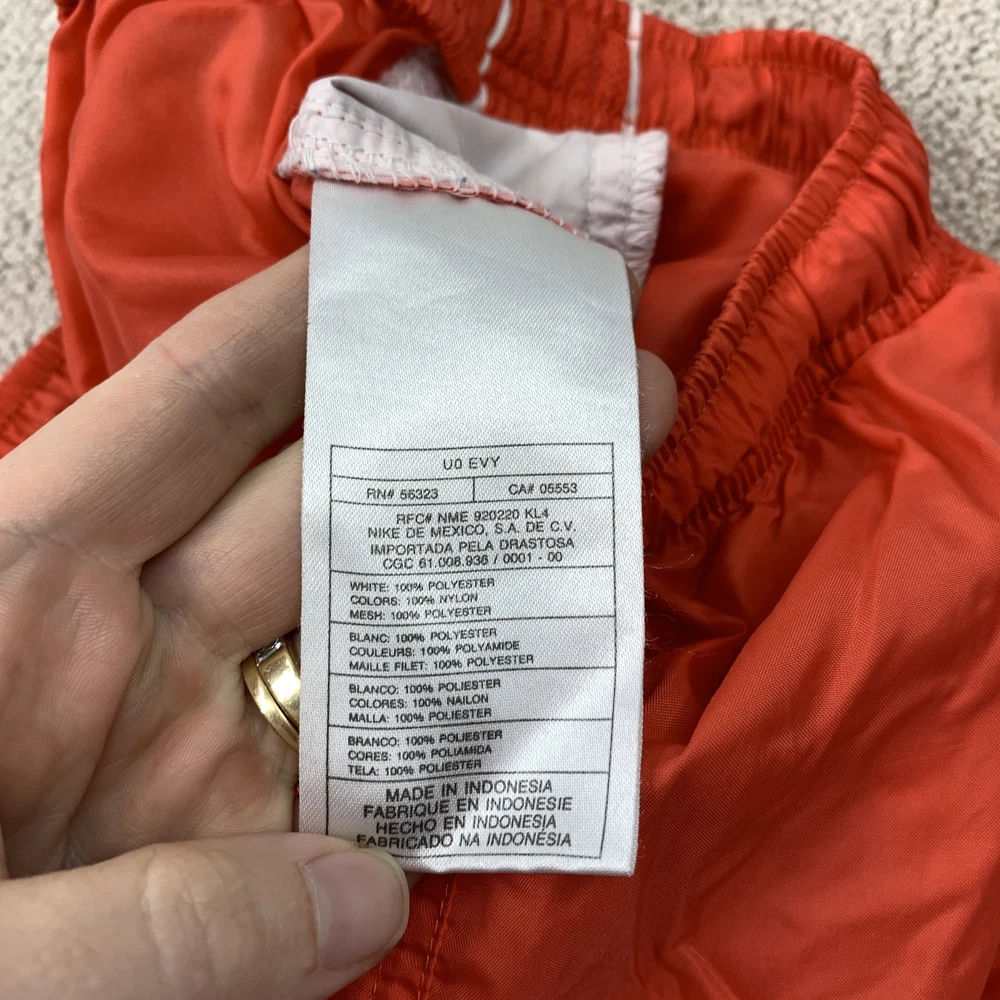 U0 EVY
RN# 56323 CA# 05553
RFC# NME 920220 KL4
NIKE DE MEXICO, S.A. DE C.V.
IMPORTADA PELA DRASTOSA
CGC 61.008.936 / 0001 - 00
WHITE: 100% POLYESTER
COLORS: 100% NYLON
MESH: 100% POLYESTER
BLANC: 100% POLYESTER
COULEURS: 100% POLYAMIDE
MAILLE FILET: 100% POLYESTER
BLANCO: 100% POLIESTER
COLORES: 100% NAILON
MALLA: 100% POLIESTER
BRANCO: 100% POLIESTER
CORES: 100% POLIAMIDA
TELA: 100% POLIESTER
MADE IN INDONESIA
FABRIQUE EN INDONESIE
HECHO EN INDONESIA
FABRICADO NA INDONÉSIA